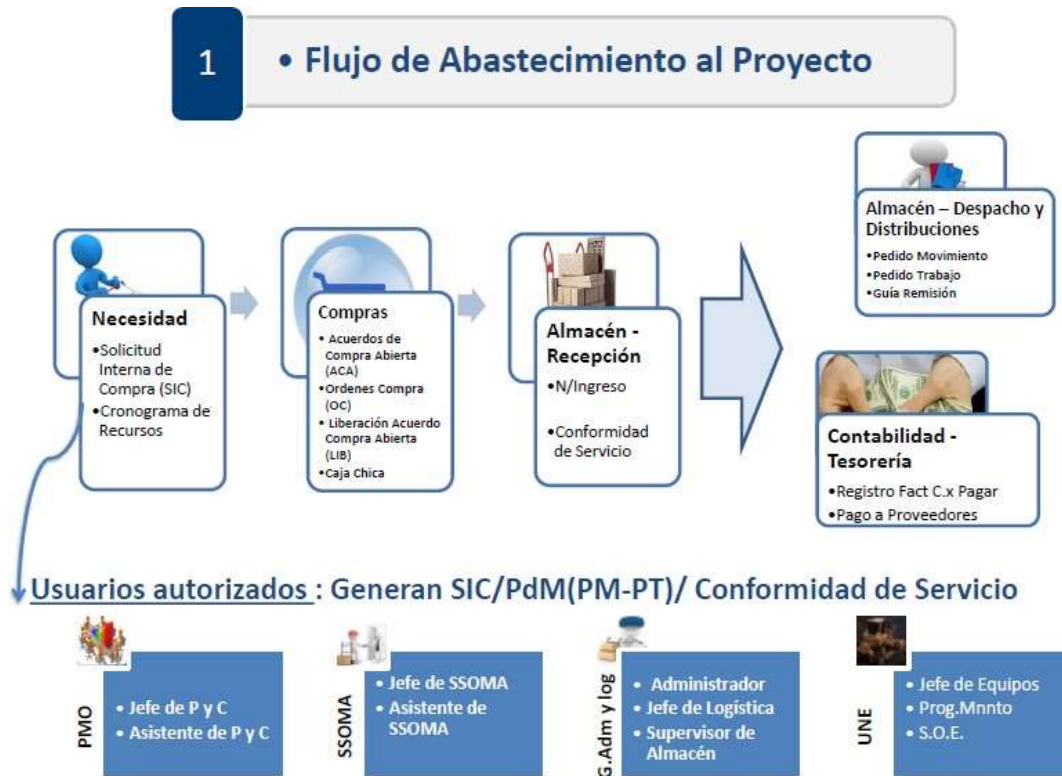 1
• Flujo de Abastecimiento al Proyecto
Necesidad
•Solicitud
Interna de
Compra (SIC)
•Cronograma de
Recursos
Compras
• Acuerdos de
Compra Abierta
(ACA)
•Ordenes Compra
(OC)
• Liberación Acuerdo
Compra Abierta
(LIB)
•Caja Chica
Almacén -
Recepción
•N/Ingreso
•Conformidad
de Servicio
Almacén – Despacho y
Distribuciones
•Pedido Movimiento
•Pedido Trabajo
•Guía Remisión
Contabilidad -
Tesorería
•Registro Fact C.x Pagar
•Pago a Proveedores
Usuarios autorizados : Generan SIC/PdM(PM-PT)/ Conformidad de Servicio
PMO
• Jefe de P y C
• Asistente de P y C
SSOMA
• Jefe de SSOMA
• Asistente de
SSOMA
G.Adm y log
• Administrador
• Jefe de Logística
• Supervisor de
Almacén
UNE
• Jefe de Equipos
• Prog.Mnnto
• S.O.E.